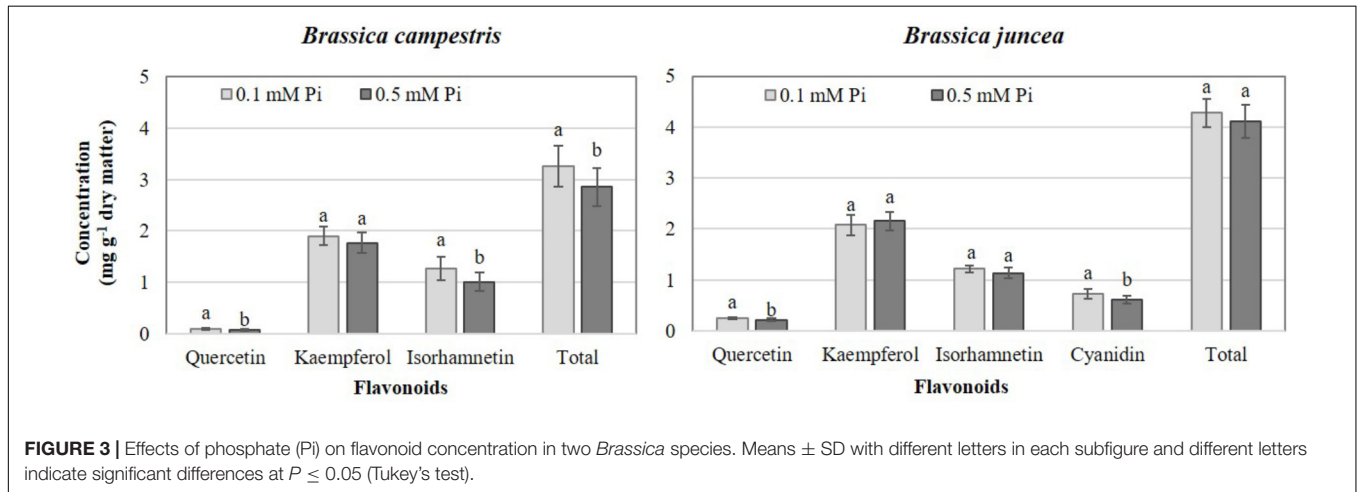 Brassica campestris
5
4
3
2
1
0
Concentration
(mg g-1 dry matter)
0.1 mM Pi 0.5 mM Pi
a b
a a
a b
a b
Quercetin Kaempferol Isorhamnetin Total
Flavonoids
Brassica juncea
5
4
3
2
1
0
0.1 mM Pi 0.5 mM Pi
a b
a a
a a
a b
a a
Quercetin Kaempferol Isorhamnetin Cyanidin Total
Flavonoids
FIGURE 3 | Effects of phosphate (Pi) on flavonoid concentration in two Brassica species. Means ± SD with different letters in each subfigure and different letters
indicate significant differences at P ≤ 0.05 (Tukey's test).